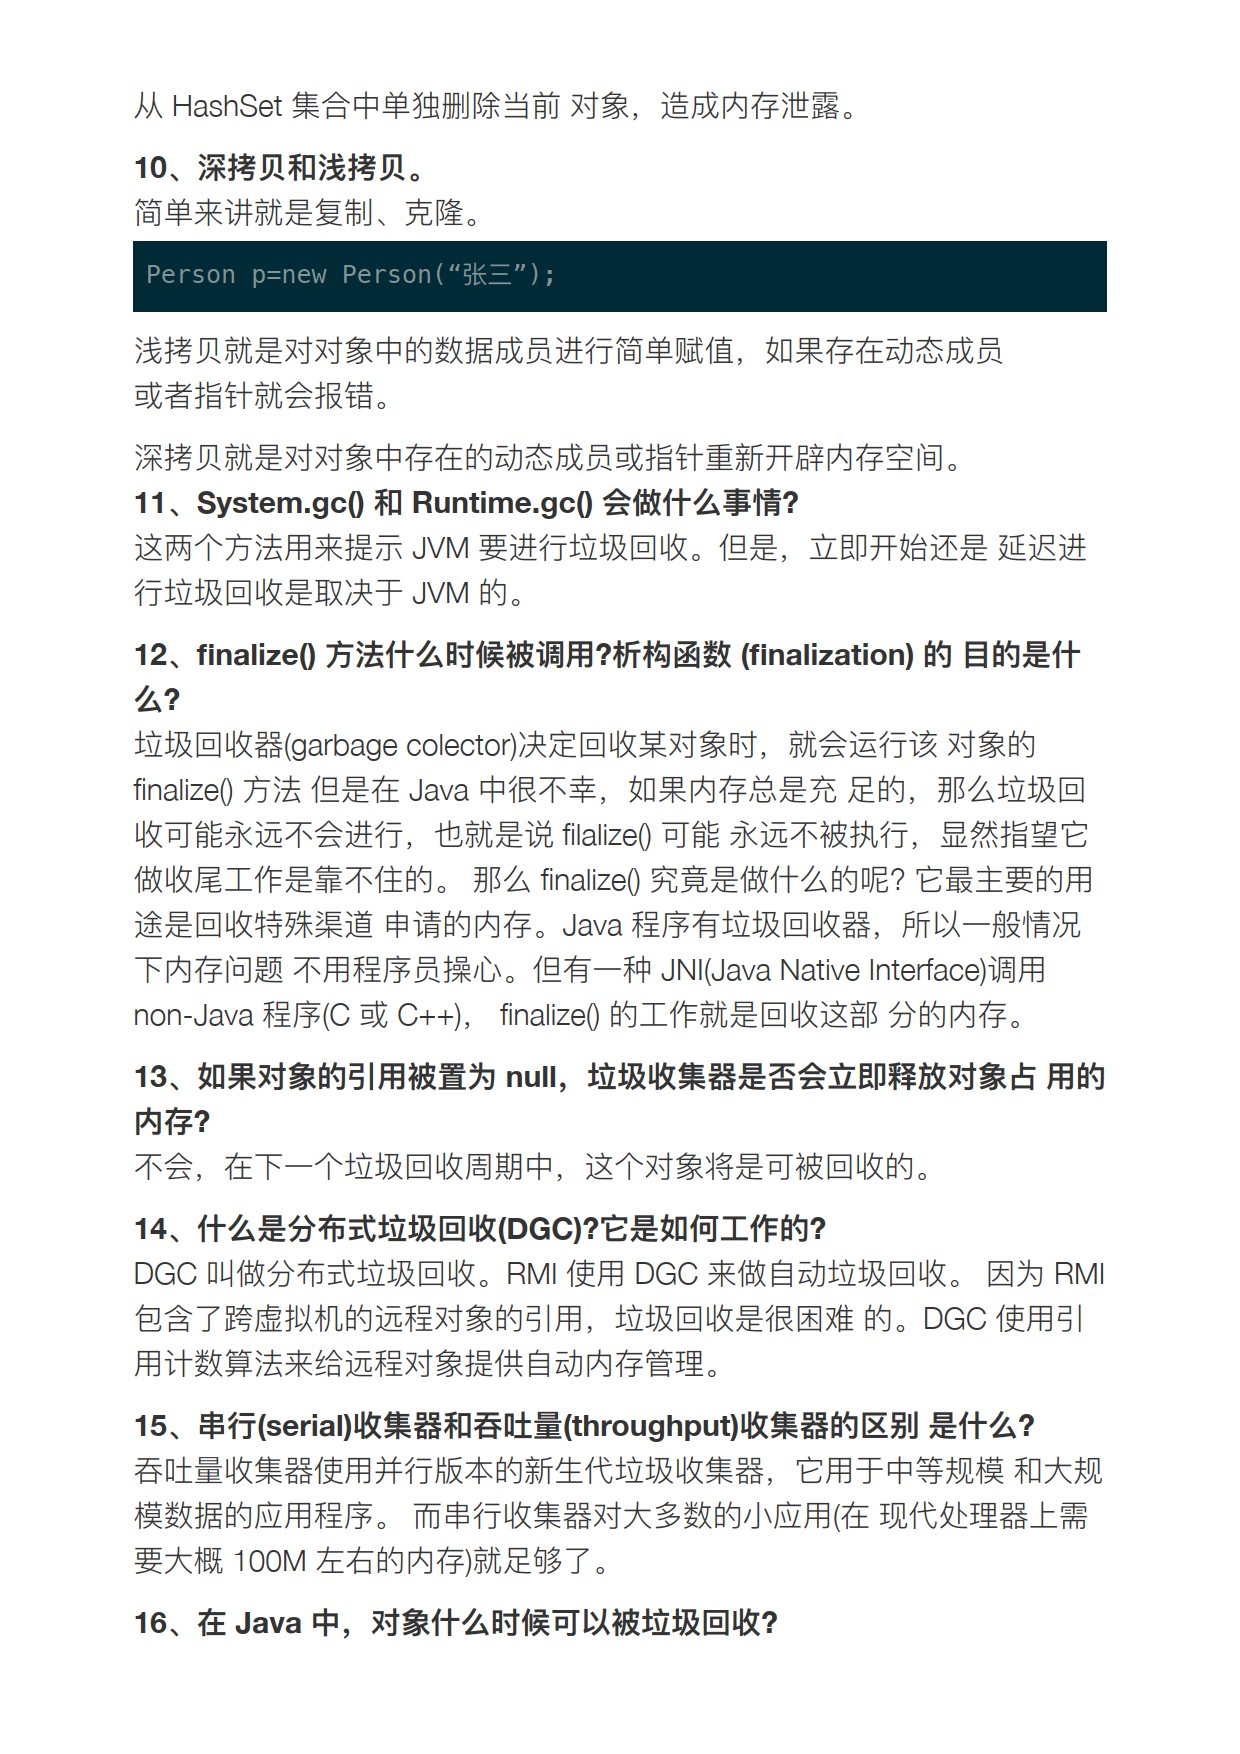 从 HashSet 集合中单独删除当前 对象，造成内存泄露。
10、深拷贝和浅拷贝。
简单来讲就是复制、克隆。
Person p=new Person(“张三”);
浅拷贝就是对对象中的数据成员进行简单赋值，如果存在动态成员
或者指针就会报错。
深拷贝就是对对象中存在的动态成员或指针重新开辟内存空间。
11、System.gc() 和 Runtime.gc() 会做什么事情?
这两个方法用来提示 JVM 要进行垃圾回收。但是，立即开始还是 延迟进
行垃圾回收是取决于 JVM 的。
12、finalize() 方法什么时候被调用?析构函数 (finalization) 的 目的是什
么?
垃圾回收器(garbage colector)决定回收某对象时，就会运行该 对象的
finalize() 方法 但是在 Java 中很不幸，如果内存总是充 足的，那么垃圾回
收可能永远不会进行，也就是说 filalize() 可能 永远不被执行，显然指望它
做收尾工作是靠不住的。 那么 finalize() 究竟是做什么的呢? 它最主要的用
途是回收特殊渠道 申请的内存。Java 程序有垃圾回收器，所以一般情况
下内存问题 不用程序员操心。但有一种 JNI(Java Native Interface)调用
non-Java 程序(C 或 C++)， finalize() 的工作就是回收这部 分的内存。
13、如果对象的引用被置为 null，垃圾收集器是否会立即释放对象占 用的
内存?
不会，在下一个垃圾回收周期中，这个对象将是可被回收的。
14、什么是分布式垃圾回收(DGC)?它是如何工作的?
DGC 叫做分布式垃圾回收。RMI 使用 DGC 来做自动垃圾回收。 因为 RMI
包含了跨虚拟机的远程对象的引用，垃圾回收是很困难 的。DGC 使用引
用计数算法来给远程对象提供自动内存管理。
15、串行(serial)收集器和吞吐量(throughput)收集器的区别 是什么?
吞吐量收集器使用并行版本的新生代垃圾收集器，它用于中等规模 和大规
模数据的应用程序。 而串行收集器对大多数的小应用(在 现代处理器上需
要大概 100M 左右的内存)就足够了。
16、在 Java 中，对象什么时候可以被垃圾回收?